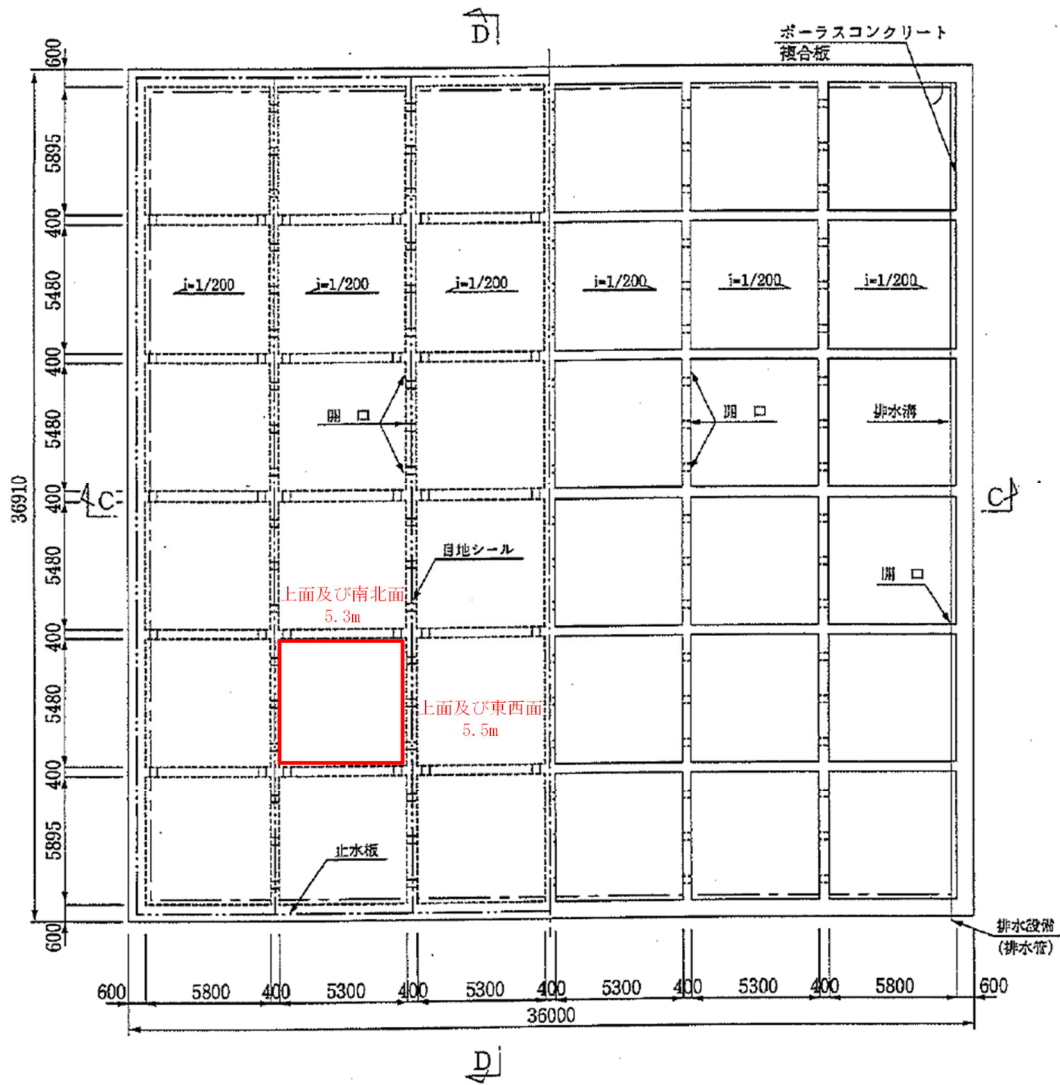 D
ポーラスコンクリート
複合板
600
5895
400
5480
400
5480
400
5480
400
5480
400
5895
600
36910
i=1/200
i=1/200
i=1/200
i=1/200
i=1/200
i=1/200
開 口
開 口
排水溝
C
C
目地シール
開 口
上面及び南北面
5.3m
上面及び東西面
5.5m
止水板
排水設備
(排水管)
600
5800
400
5300
400
5300
400
5300
400
5300
400
5800
600
36000
D